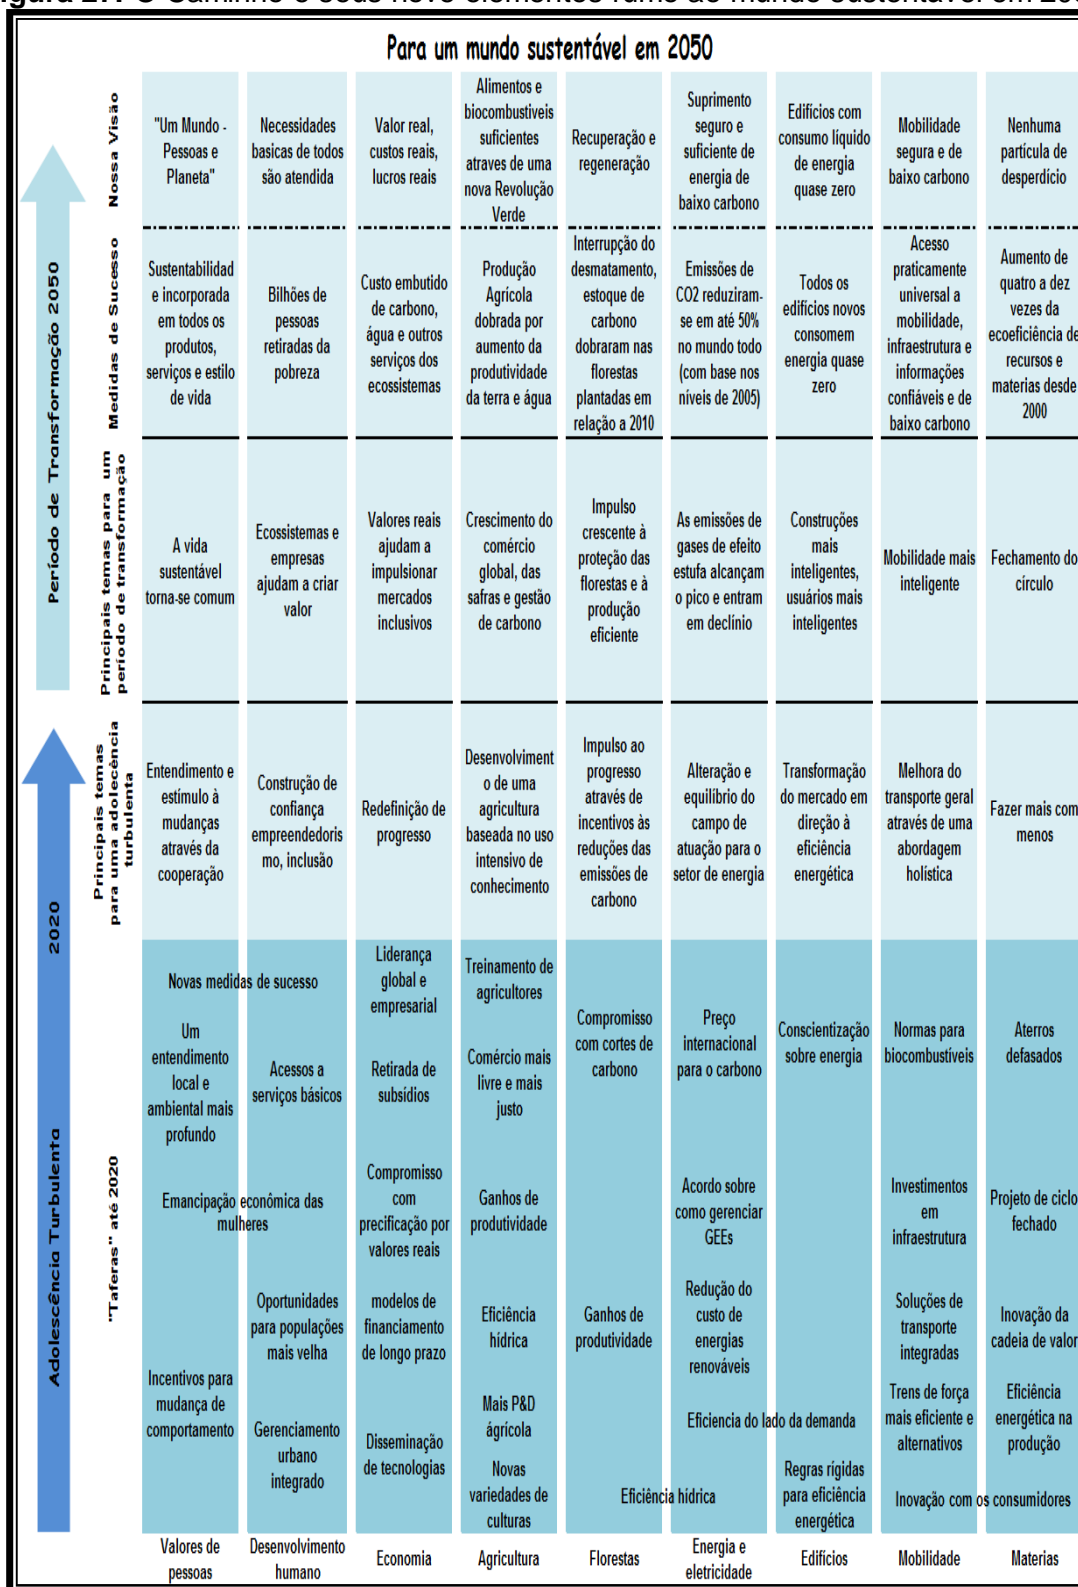 O Caminho e seus nove elementos rumo ao mundo sustentável em
Para um mundo sustentável em 2050
Período de Transformação 2050
Nossa Visão
"Um Mundo -
Pessoas e
Planeta"
Necessidades
basicas de todos
são atendida
Valor real,
custos reais,
lucros reais
Alimentos e
biocombustiveis
suficientes
atraves de uma
nova Revolução
Verde
Recuperação e
regeneração
Suprimento
seguro e
suficiente de
energia de
baixo carbono
Edifícios com
consumo líquido
de energia
quase zero
Mobilidade
segura e de
baixo carbono
Nenhuma
partícula de
desperdício
Medidas de Sucesso
Sustentabilidad
e incorporada
em todos os
produtos,
serviços e estilo
de vida
Bilhões de
pessoas
retiradas da
pobreza
Custo embutido
de carbono,
água e outros
serviços dos
ecossistemas
Produção
Agrícola
dobrada por
aumento da
produtividade
da terra e água
Interrupção do
desmatamento,
estoque de
carbono
dobraram nas
florestas
plantadas em
relação a 2010
Emissões de
CO2 reduziram-
se em até 50%
no mundo todo
(com base nos
níveis de 2005)
Todos os
edifícios novos
consomem
energia quase
zero
Acesso
praticamente
universal a
mobilidade,
infraestrutura e
informações
confiáveis e de
baixo carbono
Aumento de
quatro a dez
vezes da
ecoeficiência de
recursos e
materias desde
2000
Principais temas para um
período de transformação
A vida
sustentável
torna-se comum
Ecossistemas e
empresas
ajudam a criar
valor
Valores reais
ajudam a
impulsionar
mercados
inclusivos
Crescimento do
comércio
global, das
safras e gestão
de carbono
Impulso
crescente à
proteção das
florestas e à
produção
eficiente
As emissões de
gases de efeito
estufa alcançam
o pico e entram
em declínio
Construções
mais
inteligentes,
usuários mais
inteligentes
Mobilidade mais
inteligente
Fechamento do
círculo
Adolescência Turbulenta 2020
Principais temas
para uma adolecência
turbulenta
Entendimento e
estímulo à
mudanças
através da
cooperação
Construção de
confiança
empreendedoris
mo, inclusão
Redefinição de
progresso
Desenvolviment
o de uma
agricultura
baseada no uso
intensivo de
conhecimento
Impulso ao
progresso
através de
incentivos às
reduções das
emissões de
carbono
Alteração e
equilíbrio do
campo de
atuação para o
setor de energia
Transformação
do mercado em
direção à
eficiência
energética
Melhora do
transporte geral
através de uma
abordagem
holística
Fazer mais com
menos
"Taferas" até 2020
Novas medidas de sucesso
Um
entendimento
local e
ambiental mais
profundo
Acessos a
serviços básicos
Emancipação econômica das
mulheres
Oportunidades
para populações
mais velha
Incentivos para
mudança de
comportamento
Gerenciamento
urbano
integrado
Liderança
global e
empresarial
Retirada de
subsídios
Compromisso
com
precificação por
valores reais
modelos de
financiamento
de longo prazo
Disseminação
de tecnologias
Treinamento de
agricultores
Comércio mais
livre e mais
justo
Ganhos de
produtividade
Eficiência
hídrica
Mais P&D
ágrícola
Novas
variedades de
culturas
Compromisso
com cortes de
carbono
Ganhos de
produtividade
Eficiência hídrica
Preço
internacional
para o carbono
Acordo sobre
como gerenciar
GEEs
Redução do
custo de
energias
renováveis
Eficiencia do lado da demanda
Conscientização
sobre energia
Regras rígidas
para eficiência
energética
Normas para
biocombustíveis
Investimentos
em
infraestrutura
Soluções de
transporte
integradas
Trens de força
mais eficiente e
alternativos
Inovação com os consumidores
Aterros
defasados
Projeto de ciclo
fechado
Inovação da
cadeia de valor
Eficiência
energética na
produção
Valores de
pessoas
Desenvolvimento
humano
Economia
Agricultura
Florestas
Energia e
eletricidade
Edifícios
Mobilidade
Materias